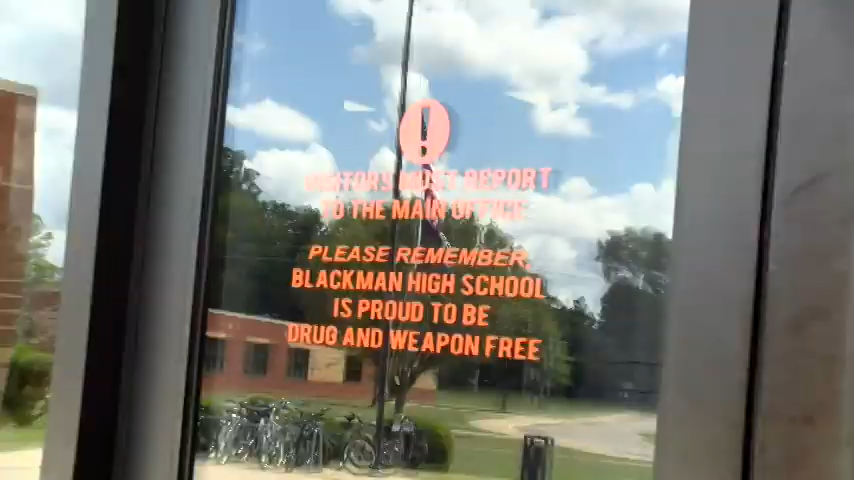 VISITORS MUST REPORT
TO THE MAIN OFFICE
PLEASE REMEMBER,
BLACKMAN HIGH SCHOOL
IS PROUD TO BE
DRUG AND WEAPON FREE